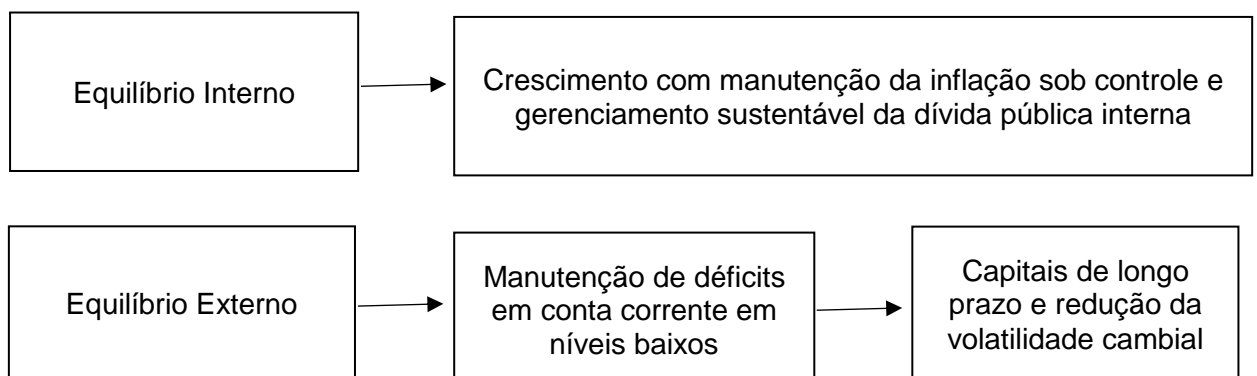 Equilíbrio Interno
Crescimento com manutenção da inflação sob controle e
gerenciamento sustentável da dívida pública interna
Equilíbrio Externo
Manutenção de déficits
em conta corrente em
níveis baixos
Capitais de longo
prazo e redução da
volatilidade cambial